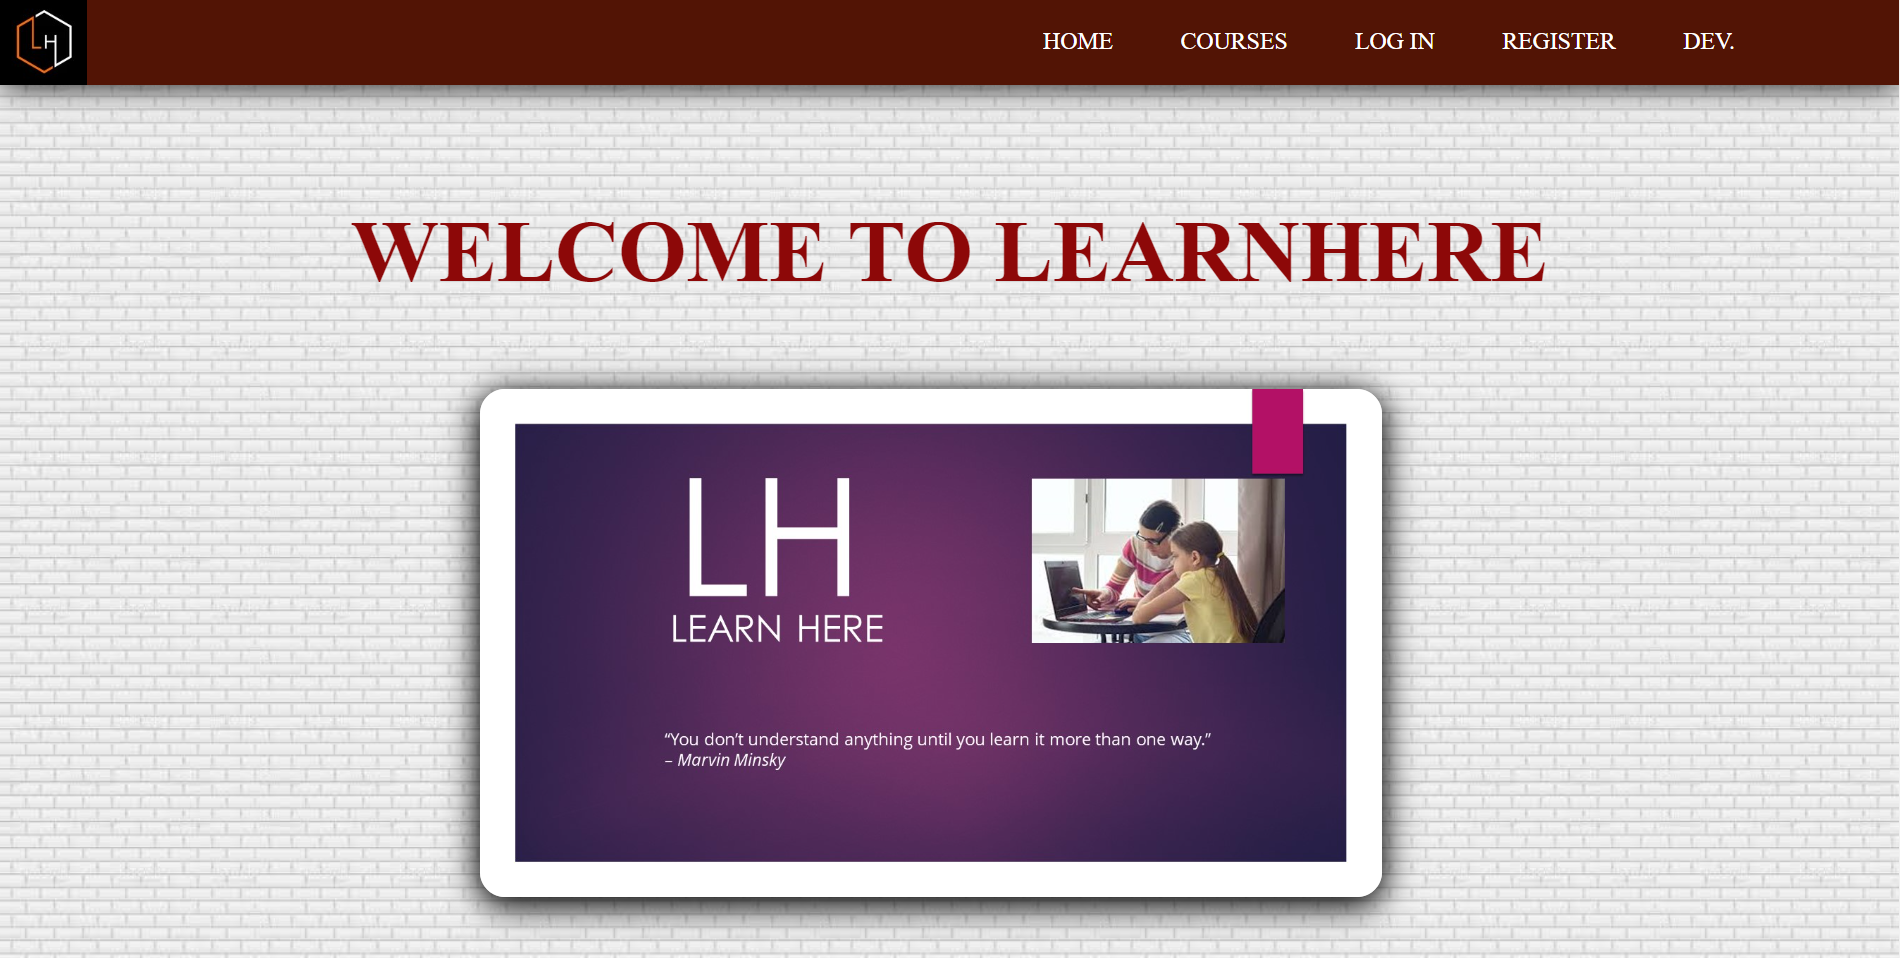 LH
HOME COURSES LOG IN REGISTER DEV.
WELCOME TO LEARNHERE
LH
LEARN HERE
“You don’t understand anything until you learn it more than one way.”
– Marvin Minsky